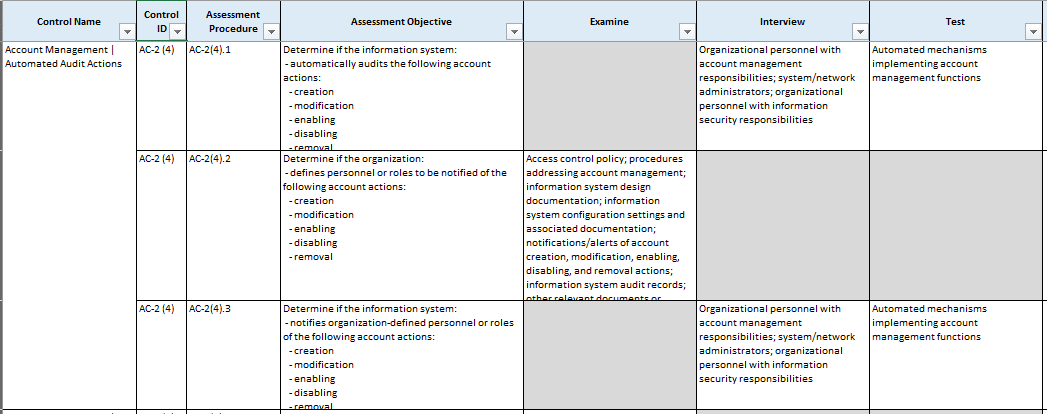 Control Name
Control
ID
Assessment
Procedure
Assessment Objective
Examine
Interview
Test
Account Management |
Automated Audit Actions
AC-2 (4)
AC-2(4).1
Determine if the information system:
- automatically audits the following account
actions:
- creation
- modification
- enabling
- disabling
- removal
Organizational personnel with
account management
responsibilities; system/network
administrators; organizational
personnel with information
security responsibilities
Automated mechanisms
implementing account
management functions
AC-2 (4)
AC-2(4).2
Determine if the organization:
- defines personnel or roles to be notified of the
following account actions:
- creation
- modification
- enabling
- disabling
- removal
Access control policy; procedures
addressing account management;
information system design
documentation; information
system configuration settings and
associated documentation;
notifications/alerts of account
creation, modification, enabling,
disabling, and removal actions;
information system audit records;
other relevant documents or
AC-2 (4)
AC-2(4).3
Determine if the information system:
- notifies organization-defined personnel or roles
of the following account actions:
- creation
- modification
- enabling
- disabling
- removal
Organizational personnel with
account management
responsibilities; system/network
administrators; organizational
personnel with information
security responsibilities
Automated mechanisms
implementing account
management functions